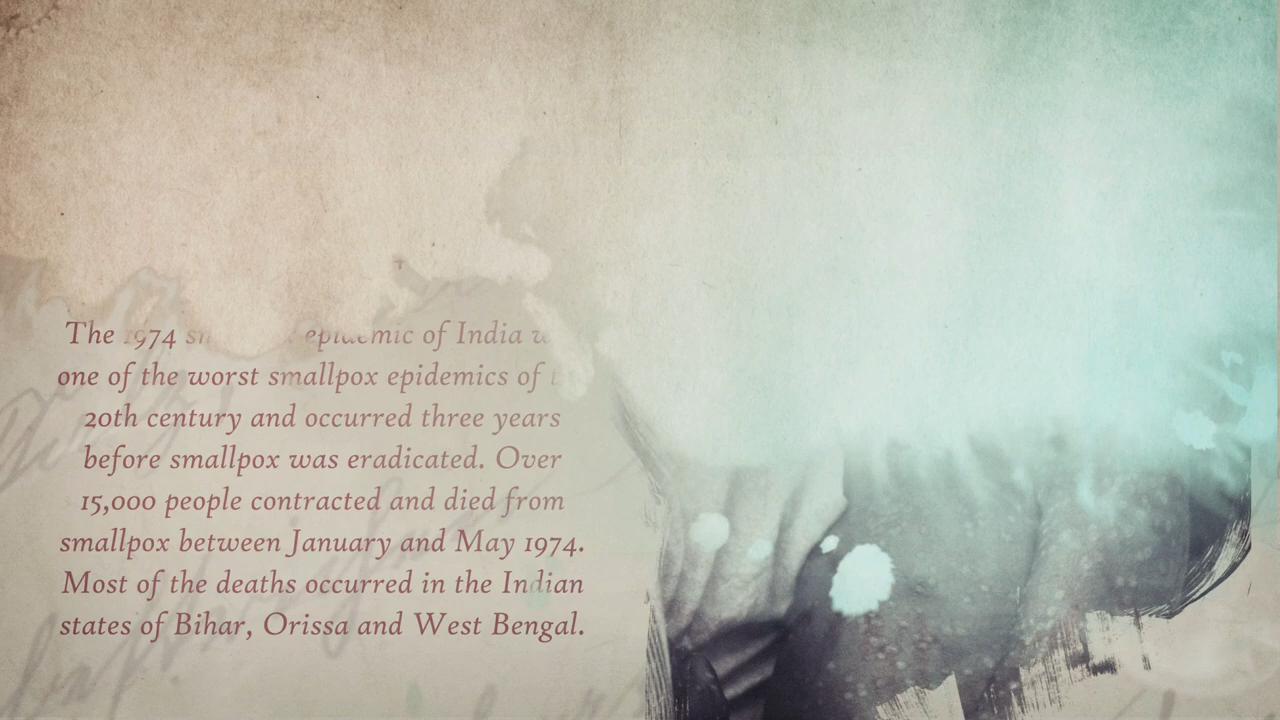 The 1974 epidemic of India
one of the worst smallpox epidemics of
20th century and occurred three years
before smallpox was eradicated. Over
15,000 people contracted and died from
smallpox between January and May 1974.
Most of the deaths occurred in the Indian
states of Bihar, Orissa and West Bengal.